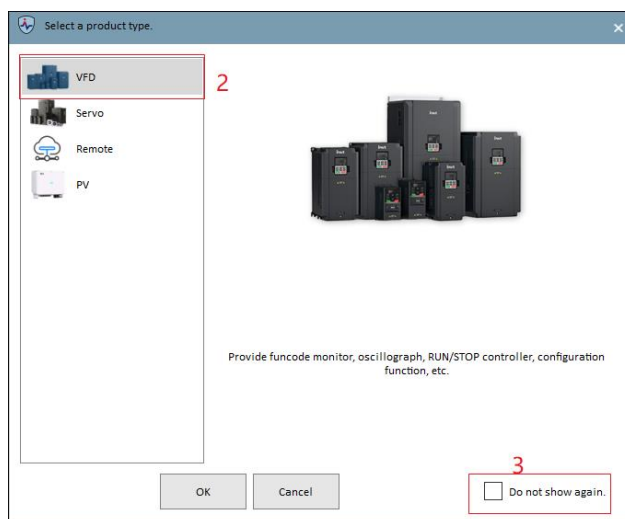 Select a product type.
VFD
2
Servo
Remote
PV
Provide funcode monitor, oscillograph, RUN/STOP controller, configuration
function, etc.
3
OK
Cancel
Do not show again.